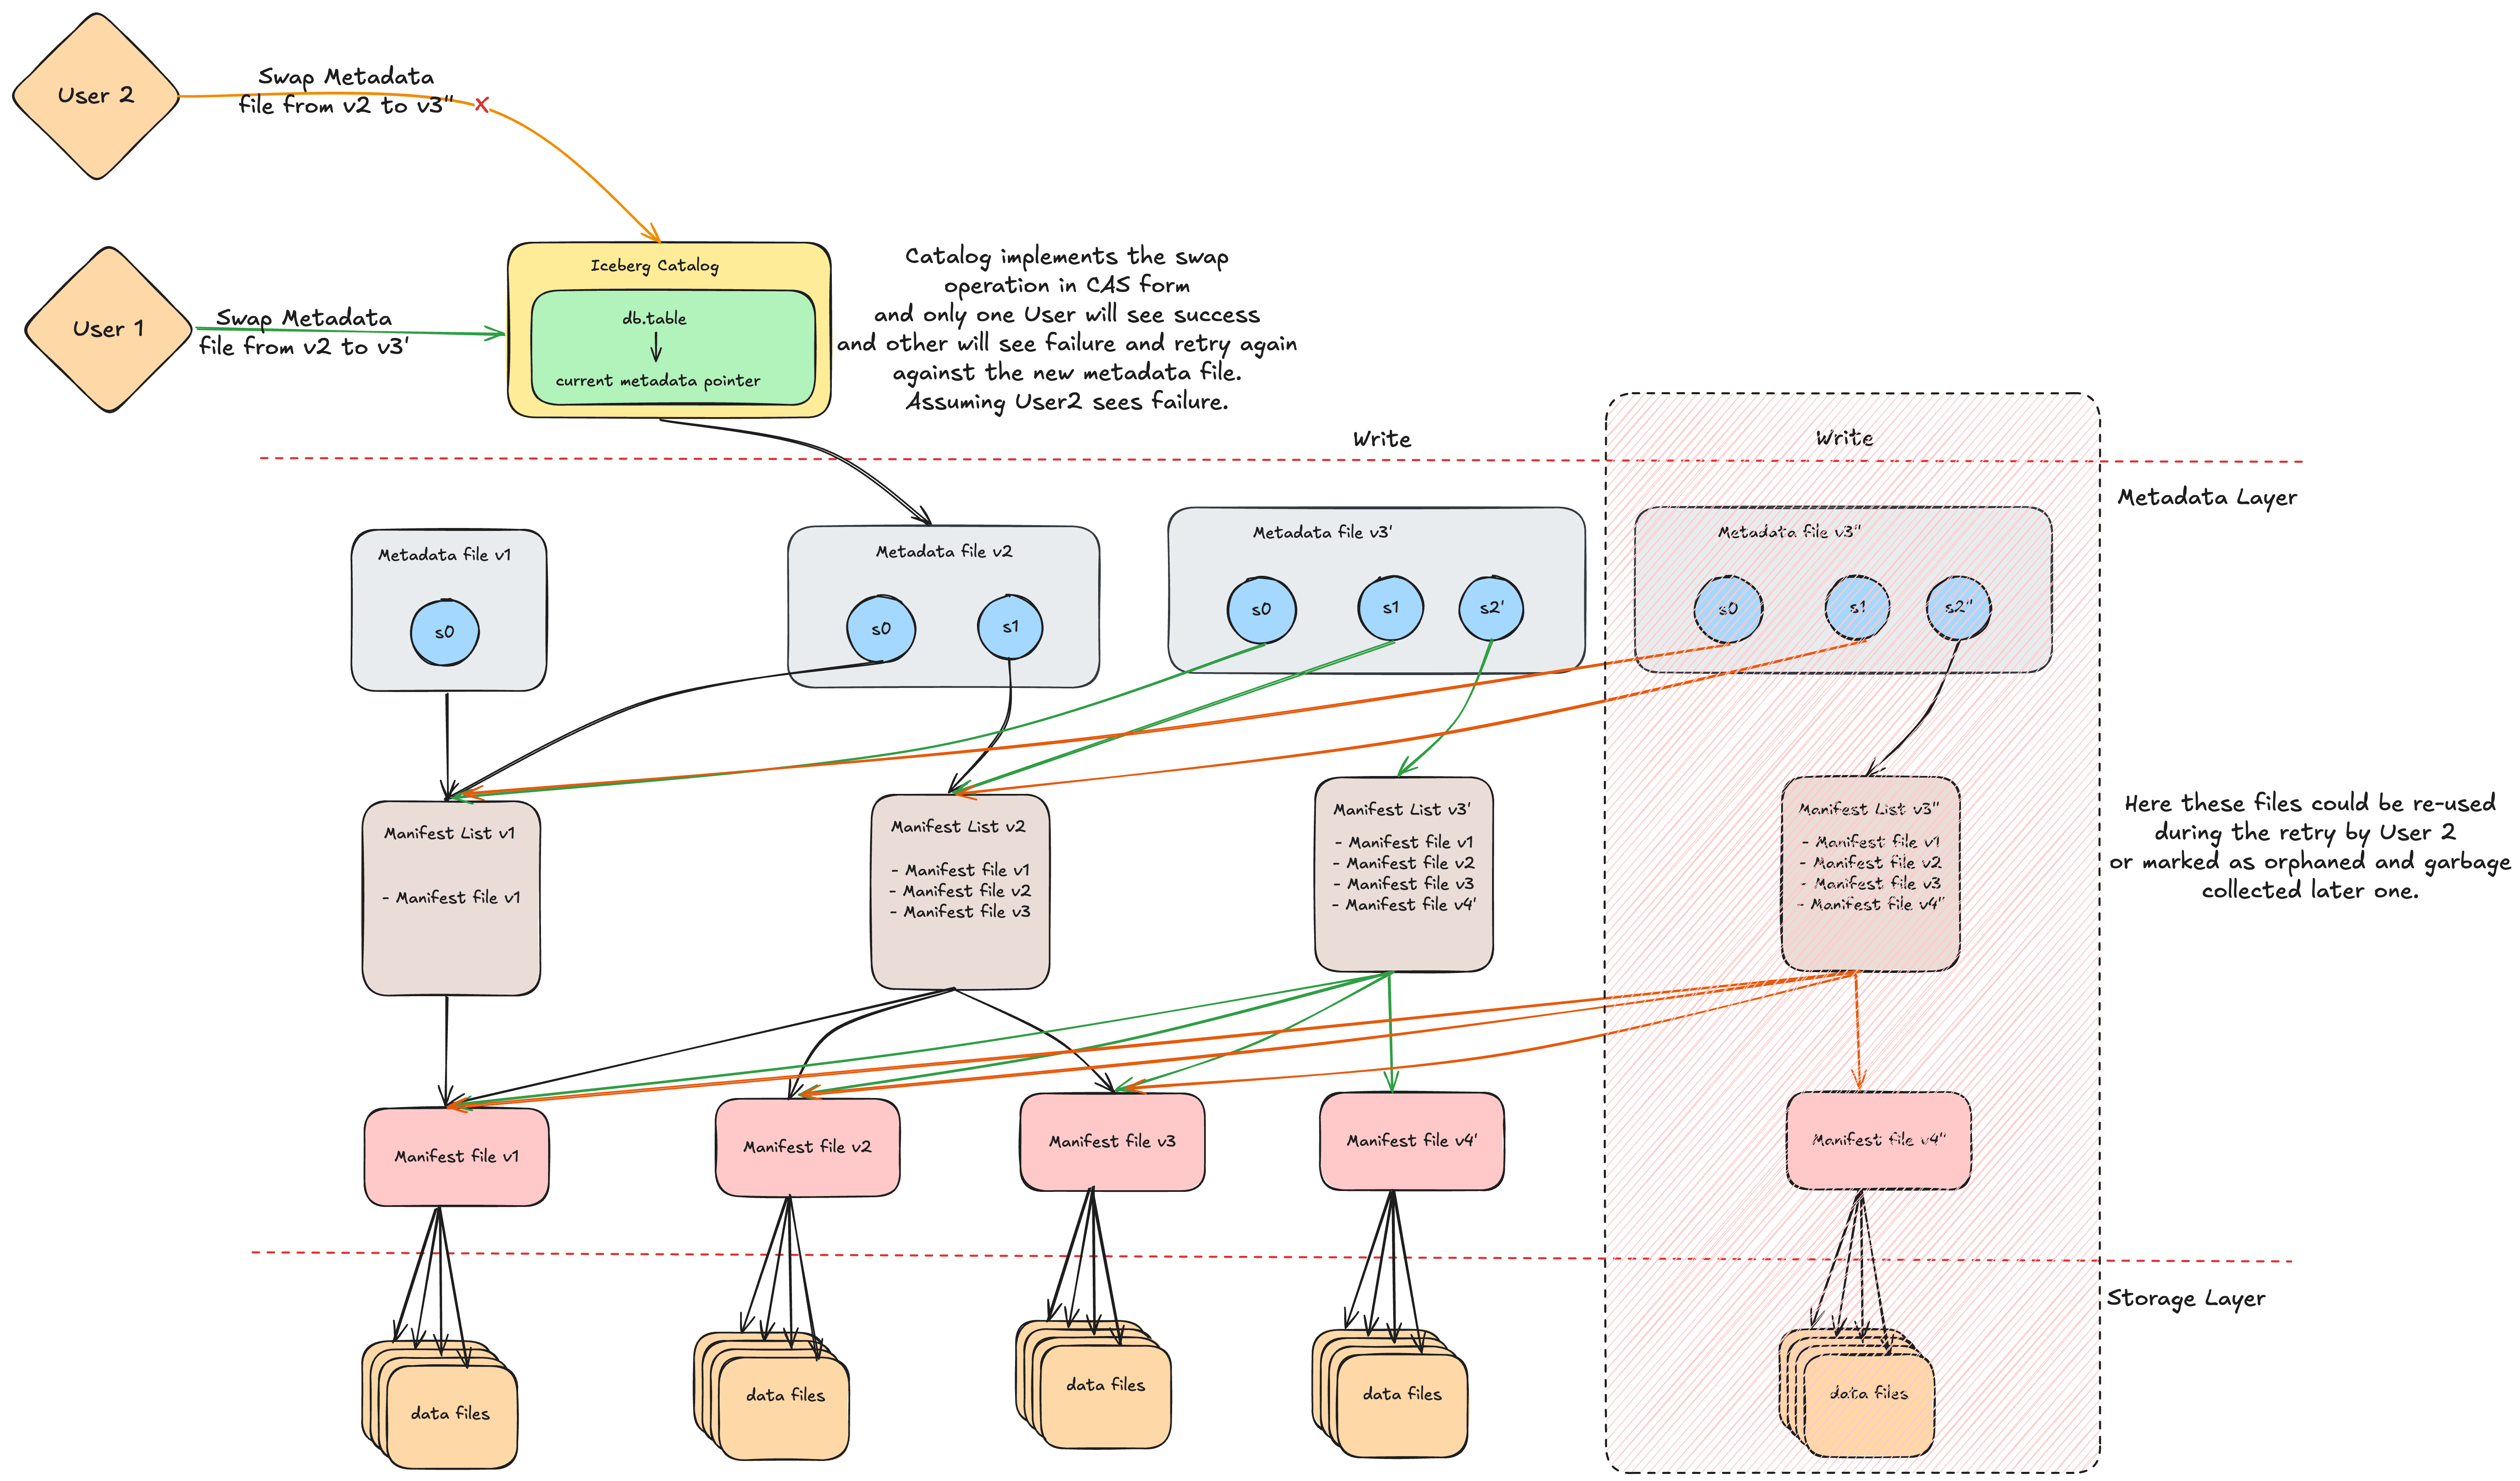 User 2
Swap Metadata
file from v2 to v3"
x
User 1
Swap Metadata
file from v2 to v3'
Iceberg Catalog
db.table
current metadata pointer
Catalog implements the swap
operation in CAS form
and only one User will see success
and other will see failure and retry again
against the new metadata file.
Assuming User2 sees failure.
Write
Write
Metadata Layer
Metadata file v1
s0
Metadata file v2
s0
s1
Metadata file v3'
s0
s1
s2'
Metadata file v3"
s0
s1
s2"
Manifest List v1
- Manifest file v1
Manifest List v2
- Manifest file v1
- Manifest file v2
- Manifest file v3
Manifest List v3'
- Manifest file v1
- Manifest file v2
- Manifest file v3
- Manifest file v4'
Manifest List v3"
- Manifest file v1
- Manifest file v2
- Manifest file v3
- Manifest file v4"
Here these files could be re-used
during the retry by User 2
or marked as orphaned and garbage
collected later one.
Manifest file v1
Manifest file v2
Manifest file v3
Manifest file v4'
Manifest file v4"
Storage Layer
data files
data files
data files
data files
data files